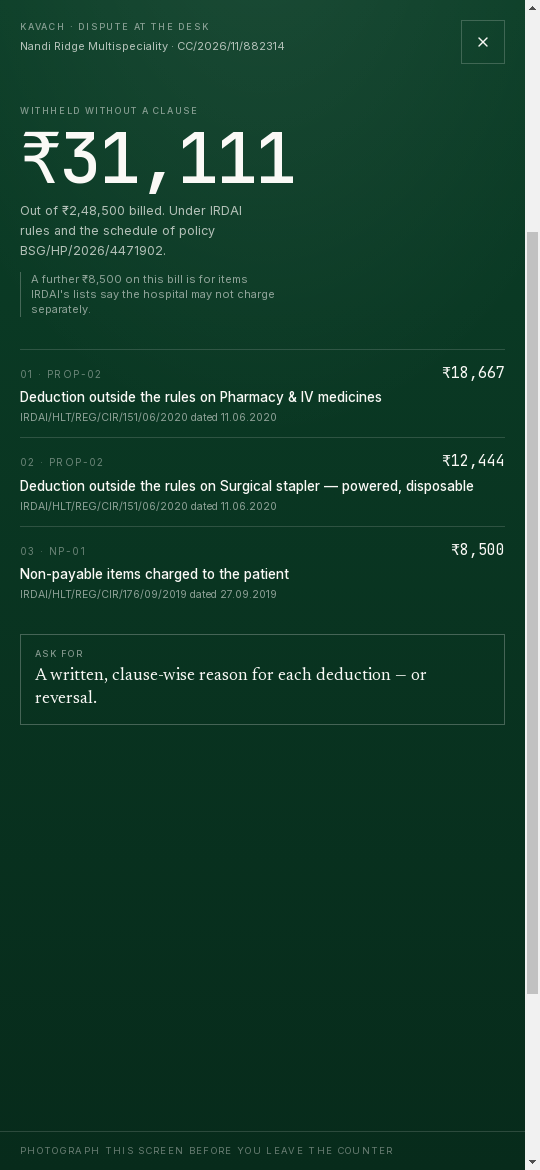 KAVACH · DISPUTE AT THE DESK
Nandi Ridge Multispeciality · CC/2026/11/882314
×
WITHHELD WITHOUT A CLAUSE
₹31,111
Out of ₹2,48,500 billed. Under IRDAI
rules and the schedule of policy
BSG/HP/2026/4471902.
A further ₹8,500 on this bill is for items
IRDAI's lists say the hospital may not charge
separately.
01 · PROP-02 ₹18,667
Deduction outside the rules on Pharmacy & IV medicines
IRDAI/HLT/REG/CIR/151/06/2020 dated 11.06.2020
02 · PROP-02 ₹12,444
Deduction outside the rules on Surgical stapler — powered, disposable
IRDAI/HLT/REG/CIR/151/06/2020 dated 11.06.2020
03 · NP-01 ₹8,500
Non-payable items charged to the patient
IRDAI/HLT/REG/CIR/176/09/2019 dated 27.09.2019
ASK FOR
A written, clause-wise reason for each deduction — or
reversal.
PHOTOGRAPH THIS SCREEN BEFORE YOU LEAVE THE COUNTER